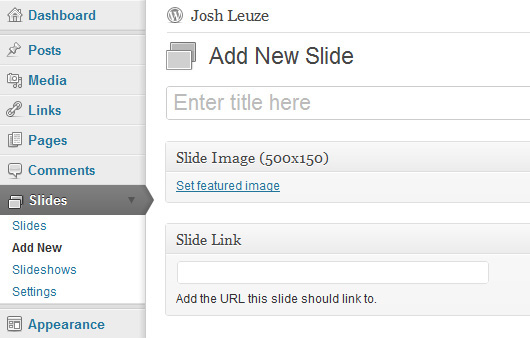 Dashboard
Posts
Media
Links
Pages
Comments
Slides
Slides
Add New
Slideshows
Settings
Appearance
Josh Leuze
Add New Slide
Enter title here
Slide Image (500x150)
Set featured image
Slide Link
Add the URL this slide should link to.